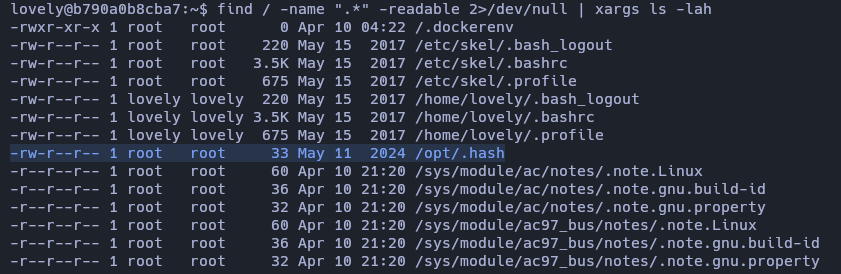 lovely@b790a0b8cba7:~$ find / -name ".*" -readable 2>/dev/null | xargs ls -lah
-rwxr-xr-x 1 root   root      0 Apr 10 04:22 /.dockerenv
-rw-r--r-- 1 root   root    220 May 15  2017 /etc/skel/.bash_logout
-rw-r--r-- 1 root   root   3.5K May 15  2017 /etc/skel/.bashrc
-rw-r--r-- 1 root   root    675 May 15  2017 /etc/skel/.profile
-rw-r--r-- 1 lovely lovely  220 May 15  2017 /home/lovely/.bash_logout
-rw-r--r-- 1 lovely lovely 3.5K May 15  2017 /home/lovely/.bashrc
-rw-r--r-- 1 lovely lovely  675 May 15  2017 /home/lovely/.profile
-rw-r--r-- 1 root   root     33 May 11  2024 /opt/.hash
-r--r--r-- 1 root   root     60 Apr 10 21:20 /sys/module/ac/notes/.note.Linux
-r--r--r-- 1 root   root     36 Apr 10 21:20 /sys/module/ac/notes/.note.gnu.build-id
-r--r--r-- 1 root   root     32 Apr 10 21:20 /sys/module/ac/notes/.note.gnu.property
-r--r--r-- 1 root   root     60 Apr 10 21:20 /sys/module/ac97_bus/notes/.note.Linux
-r--r--r-- 1 root   root     36 Apr 10 21:20 /sys/module/ac97_bus/notes/.note.gnu.build-id
-r--r--r-- 1 root   root     32 Apr 10 21:20 /sys/module/ac97_bus/notes/.note.gnu.property